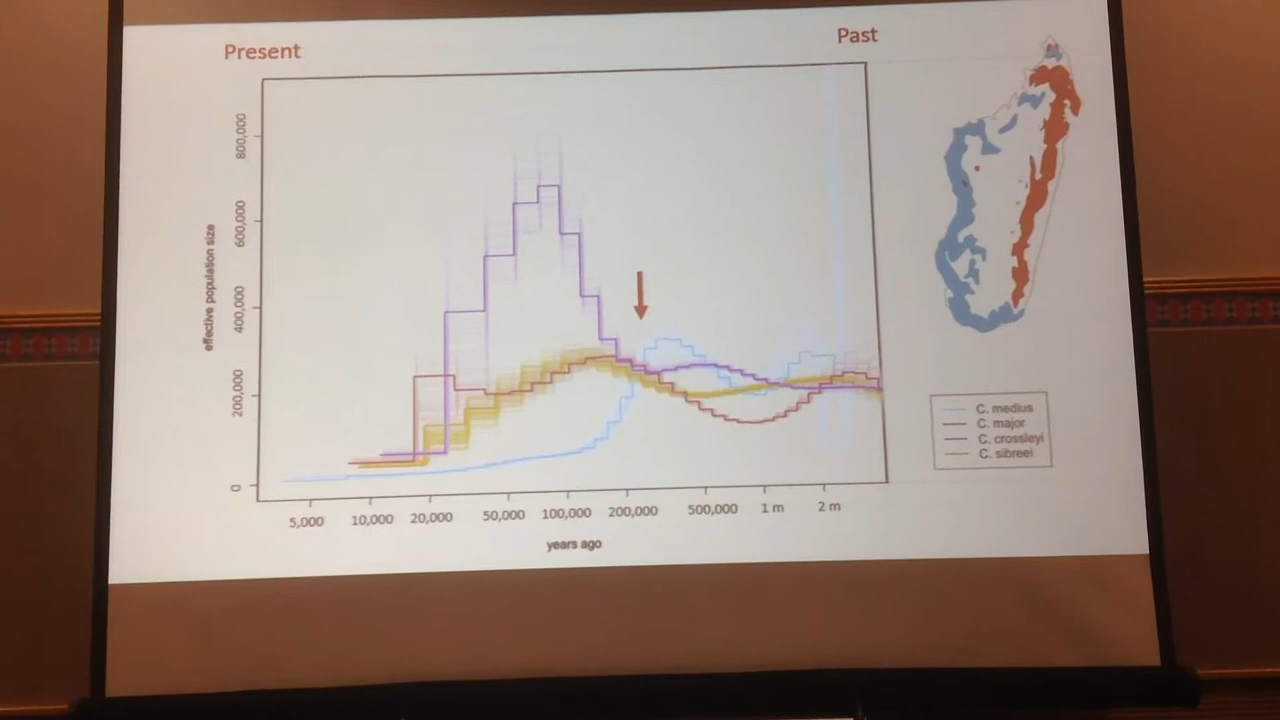 Present
Past
800,000
600,000
400,000
200,000
0
effective population size
5,000
10,000
20,000
50,000
100,000
200,000
500,000
1 m
2 m
years ago
C. medius
C. major
C. crossleyi
C. sibreei